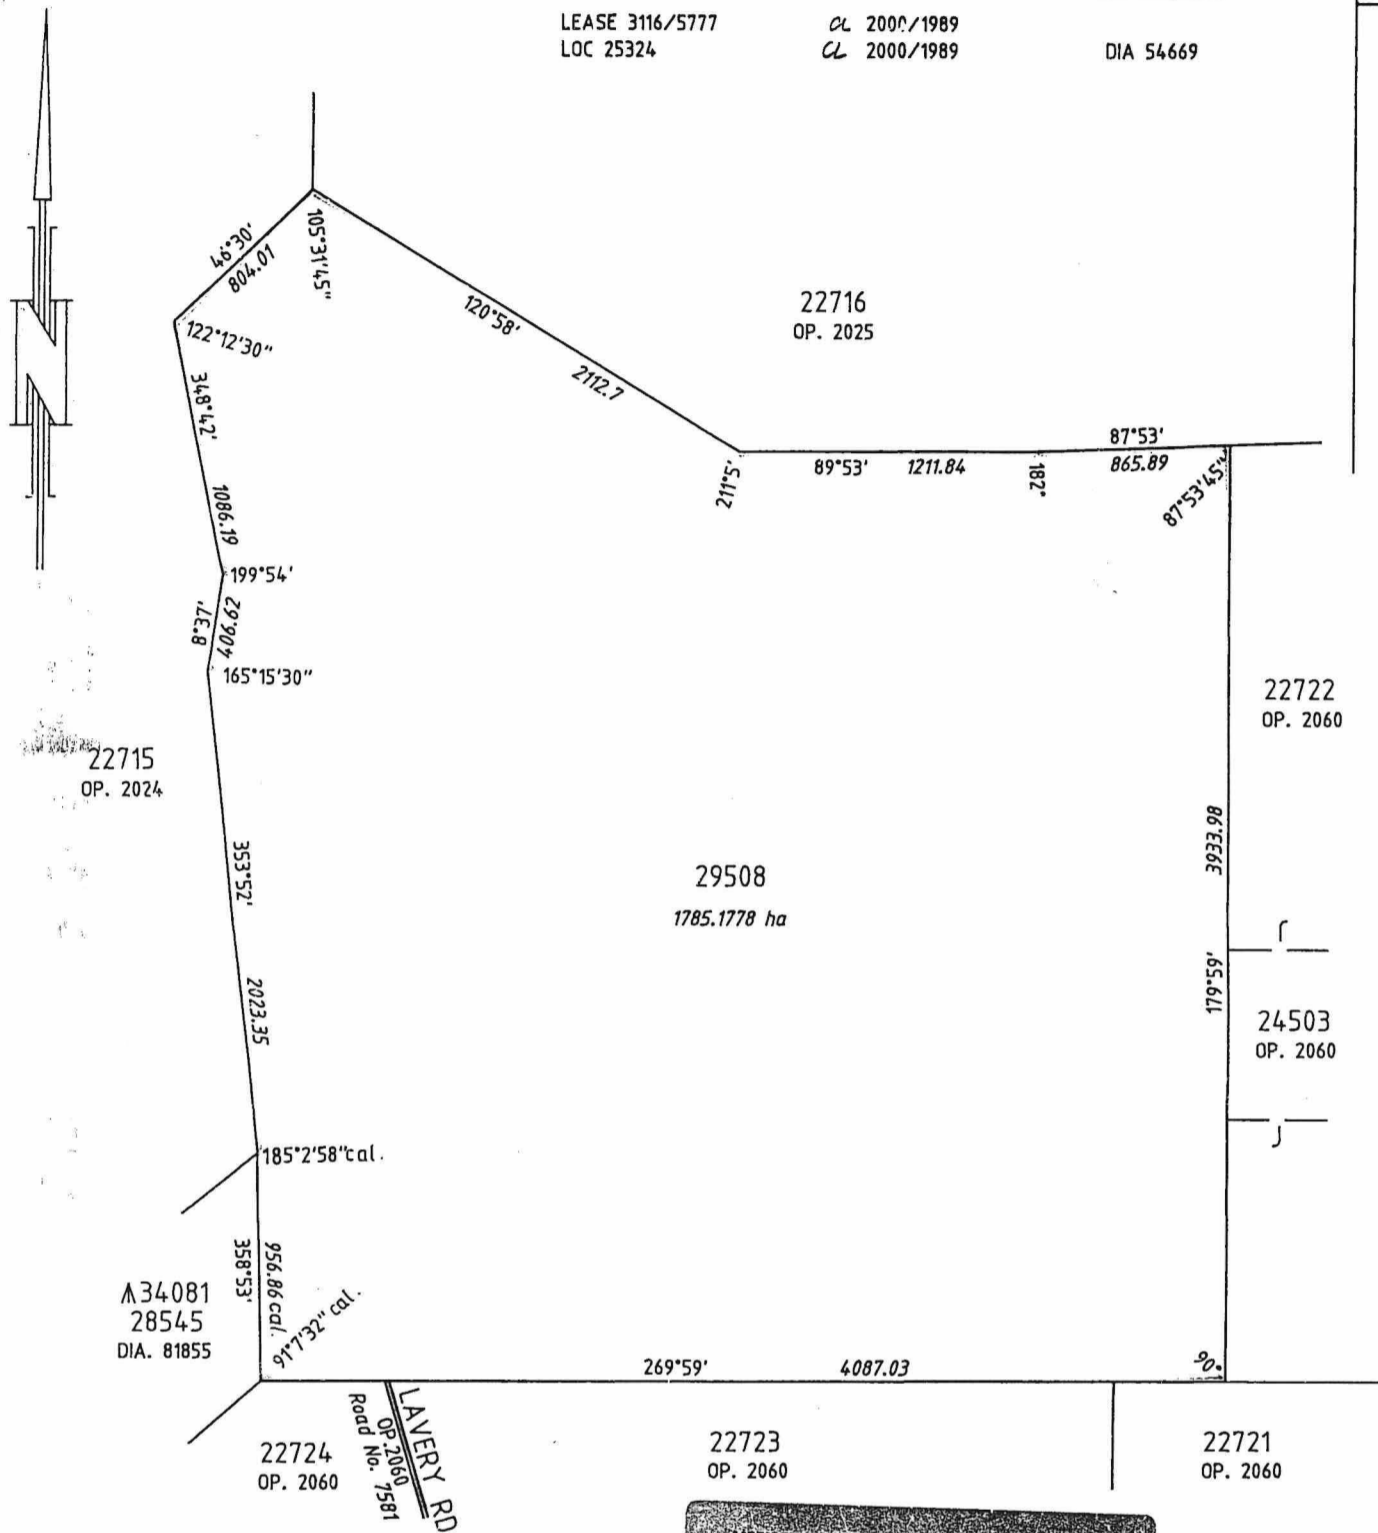 LEASE 3116/5777 CL 2000/1989
LOC 25324 CL 2000/1989 DIA 54669
N
46°30'
804.01
105°31'45"
122°12'30"
120°58'
2112.7
22716
OP. 2025
348°42'
1086.19
87°53'
211°5'
89°53' 1211.84
182°
865.89
87°53'45"
199°54'
8°37'
406.62
165°15'30"
22715
OP. 2024
22722
OP. 2060
353°52'
2023.35
29508
1785.1778 ha
3933.98
179°59'
24503
OP. 2060
185°2'58" cal.
358°53'
956.86 cal.
34081
28545
DIA. 81855
91°7'32" cal.
269°59' 4087.03
90°
LAVERY RD
OP. 2060
Road No. 7581
22724
OP. 2060
22723
OP. 2060
22721
OP. 2060